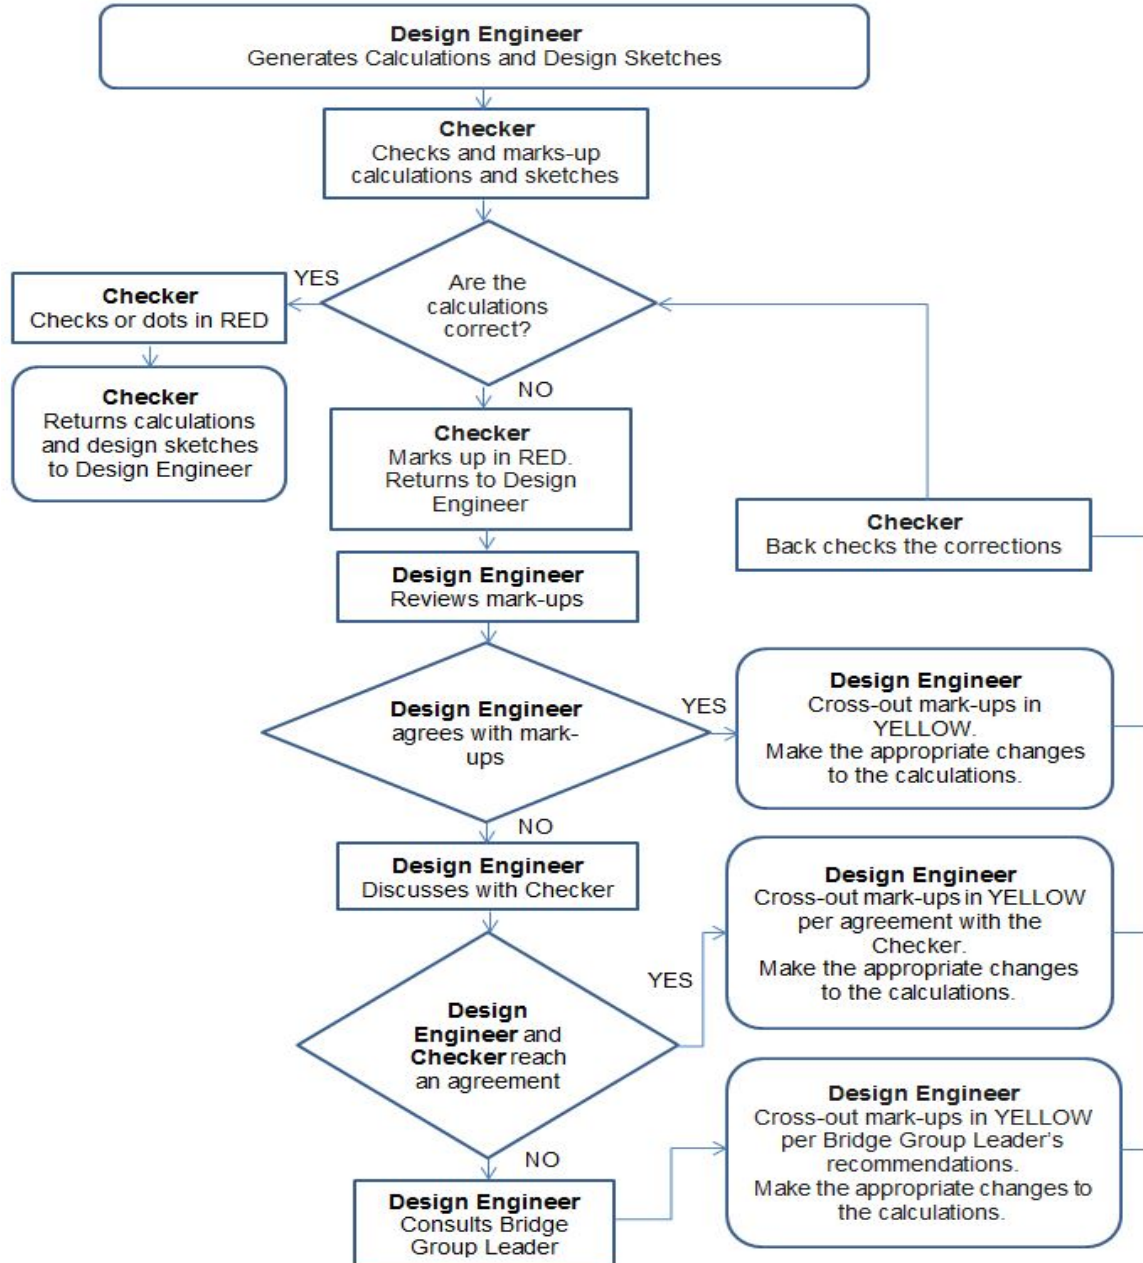 Design Engineer
Generates Calculations and Design Sketches
Checker
Checks and marks-up
calculations and sketches
Are the
calculations
correct?
YES
Checker
Checks or dots in RED
Checker
Returns calculations
and design sketches
to Design Engineer
NO
Checker
Marks up in RED.
Returns to Design
Engineer
Checker
Back checks the corrections
Design Engineer
Reviews mark-ups
Design Engineer
agrees with mark-
ups
YES
Design Engineer
Cross-out mark-ups in
YELLOW.
Make the appropriate changes
to the calculations.
NO
Design Engineer
Discusses with Checker
Design
Engineer and
Checker reach
an agreement
YES
Design Engineer
Cross-out mark-ups in YELLOW
per agreement with the
Checker.
Make the appropriate changes
to the calculations.
NO
Design Engineer
Consults Bridge
Group Leader
Design Engineer
Cross-out mark-ups in YELLOW
per Bridge Group Leader's
recommendations.
Make the appropriate changes to
the calculations.